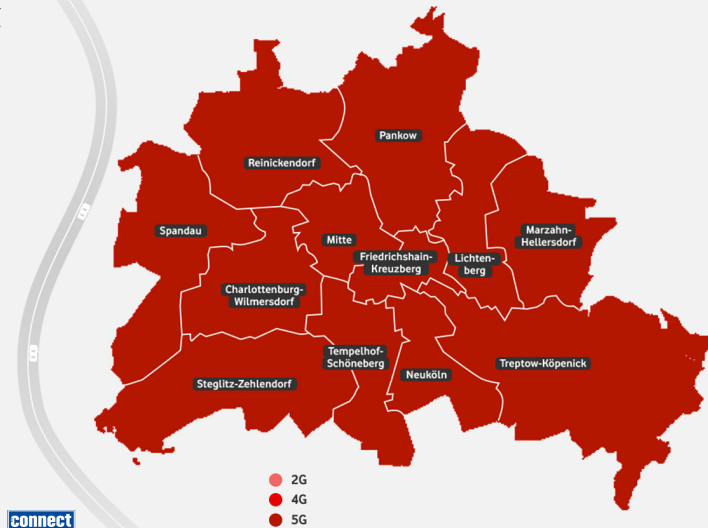 Pankow
Reinickendorf
Spandau
Mitte
Marzahn-
Hellersdorf
Friedrichshain-
Kreuzberg
Lichten-
berg
Charlottenburg-
Wilmersdorf
Tempelhof-
Schöneberg
Treptow-Köpenick
Neuköln
Steglitz-Zehlendorf
2G
4G
5G
connect